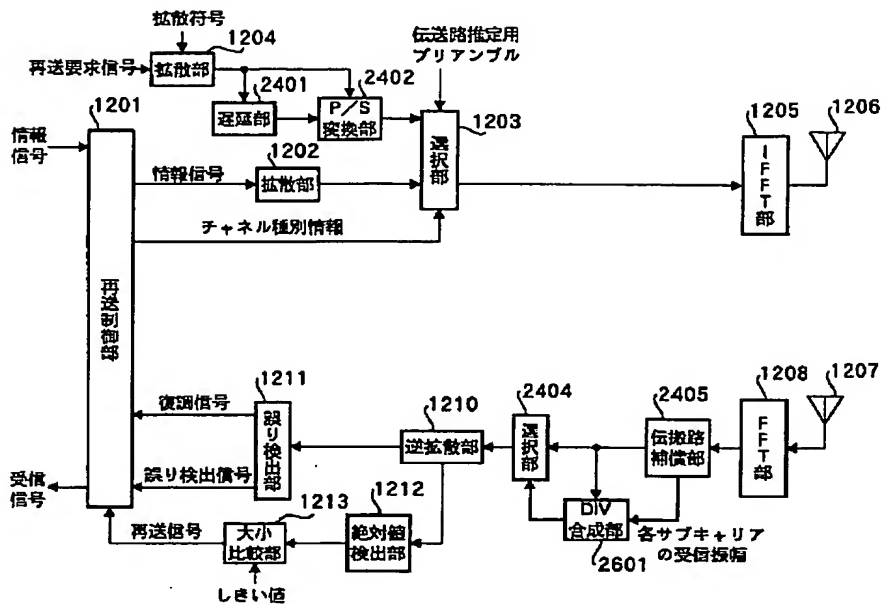 拡散符号
1204
再送要求信号
拡散部
2401
遅延部
2402
P/S
変換部
伝送路推定用
プリアンブル
選択部
1203
1201
情報
信号
情報信号
1202
拡散部
チャネル種別情報
1205
IFFT部
1206
再送制御部
復調信号
誤り検出信号
1211
誤り検出部
1210
逆拡散部
2404
選択部
2405
伝搬路
補償部
1208
FFT部
1207
受信
信号
再送信号
1213
大小
比較部
しきい値
1212
絶対値
検出部
DIV
合成部
2601
各サブキャリア
の受信振幅